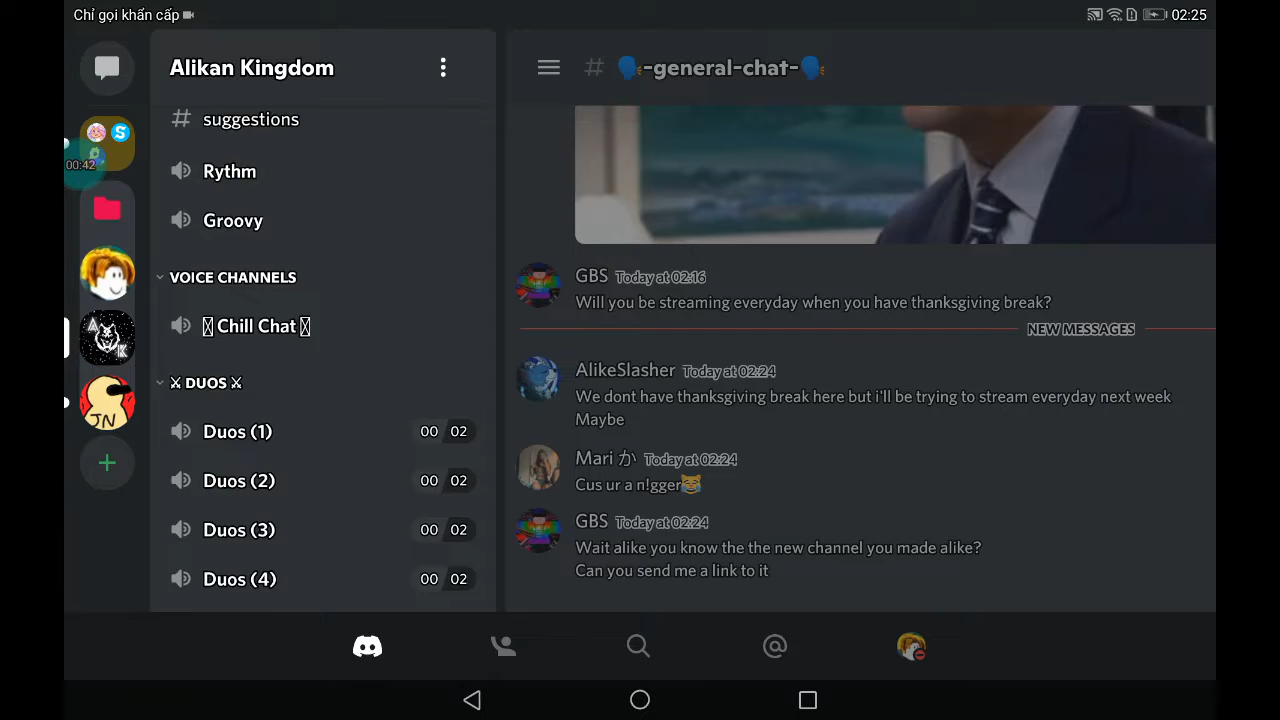 Chỉ gọi khẩn cấp
02:25
00:42
Alikan Kingdom
# suggestions
Rythm
Groovy
VOICE CHANNELS
Chill Chat
⚔ DUOS ⚔
Duos (1) 00 02
Duos (2) 00 02
Duos (3) 00 02
Duos (4) 00 02
JN
# 🗣-general-chat-🗣
GBS Today at 02:16
Will you be streaming everyday when you have thanksgiving break?
NEW MESSAGES
AlikeSlasher Today at 02:24
We dont have thanksgiving break here but i'll be trying to stream everyday next week
Maybe
Mari か Today at 02:24
Cus ur a n!gger😹
GBS Today at 02:24
Wait alike you know the the new channel you made alike?
Can you send me a link to it